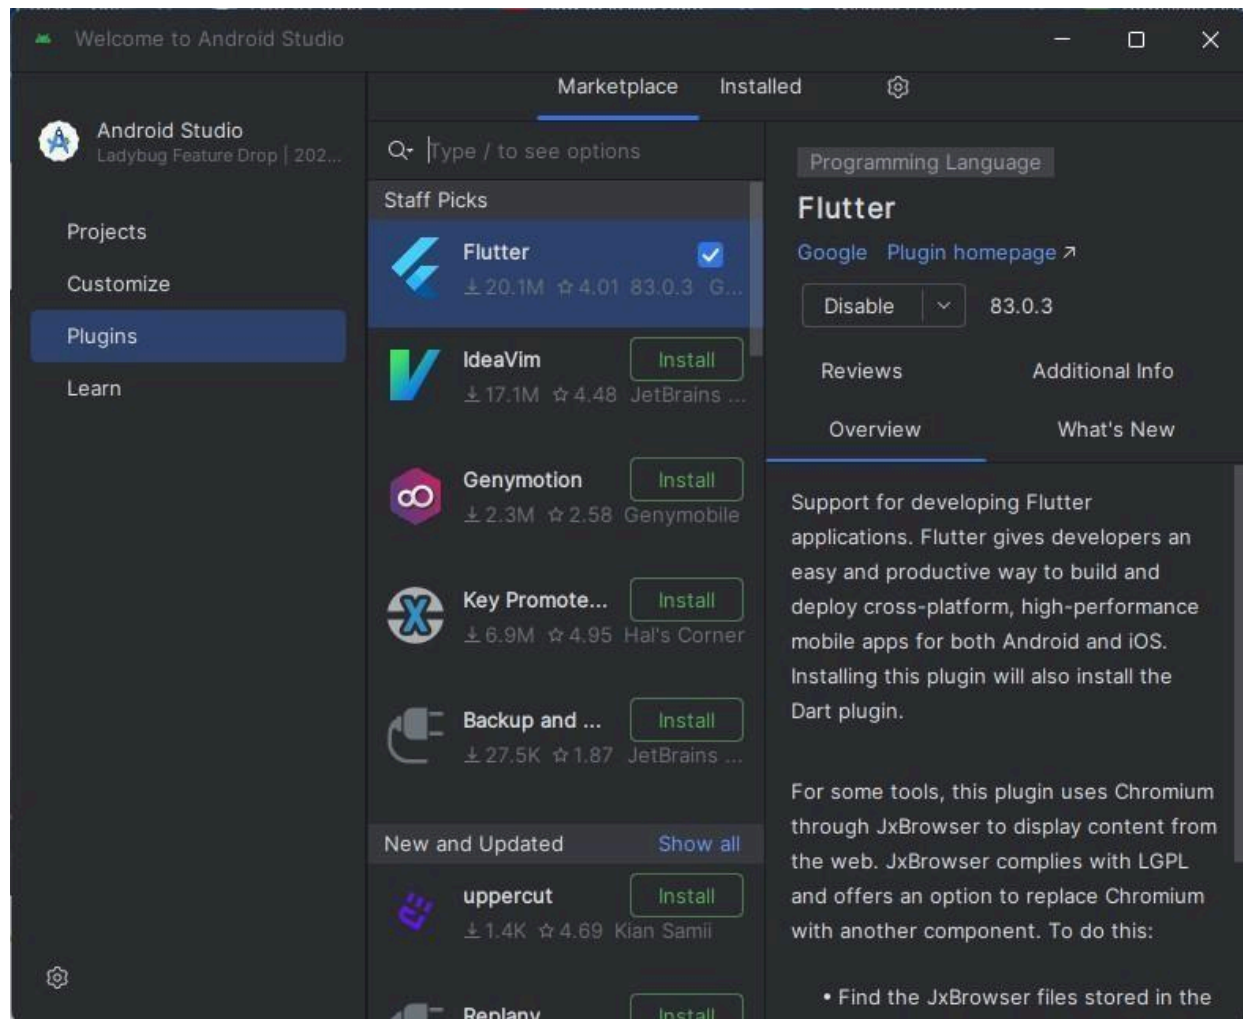 Welcome to Android Studio
Android Studio
Ladybug Feature Drop | 202...
Projects
Customize
Plugins
Learn
Marketplace Installed
Type / to see options
Staff Picks
Flutter
20.1M 4.01 83.0.3 G...
IdeaVim Install
17.1M 4.48 JetBrains ...
Genymotion Install
2.3M 2.58 Genymobile
Key Promote... Install
6.9M 4.95 Hal's Corner
Backup and ... Install
27.5K 1.87 JetBrains ...
New and Updated Show all
uppercut Install
1.4K 4.69 Kian Samii
Replany Install
Programming Language
Flutter
Google Plugin homepage
Disable 83.0.3
Reviews Additional Info
Overview What's New
Support for developing Flutter
applications. Flutter gives developers an
easy and productive way to build and
deploy cross-platform, high-performance
mobile apps for both Android and iOS.
Installing this plugin will also install the
Dart plugin.
For some tools, this plugin uses Chromium
through JxBrowser to display content from
the web. JxBrowser complies with LGPL
and offers an option to replace Chromium
with another component. To do this:
• Find the JxBrowser files stored in the